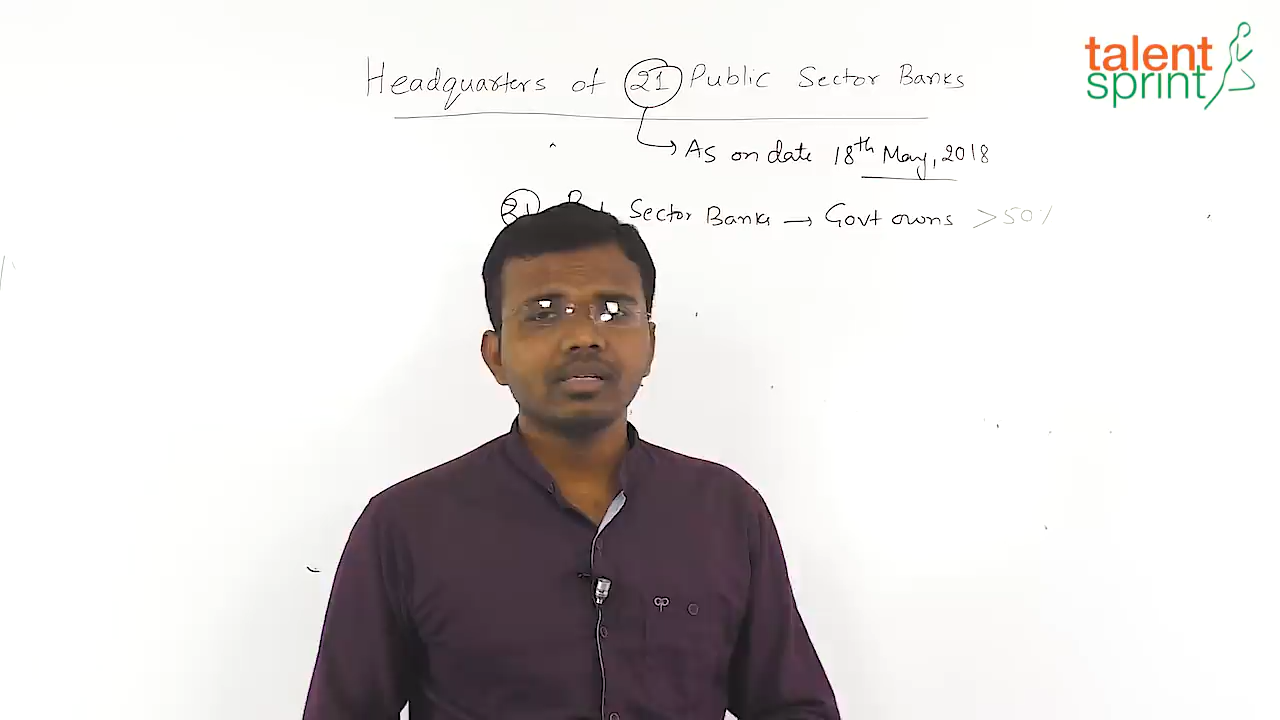 talent
sprint
Headquarters of 21 Public Sector Banks
As on date 18th May, 2018
21 Sector Banks → Govt owns >50%